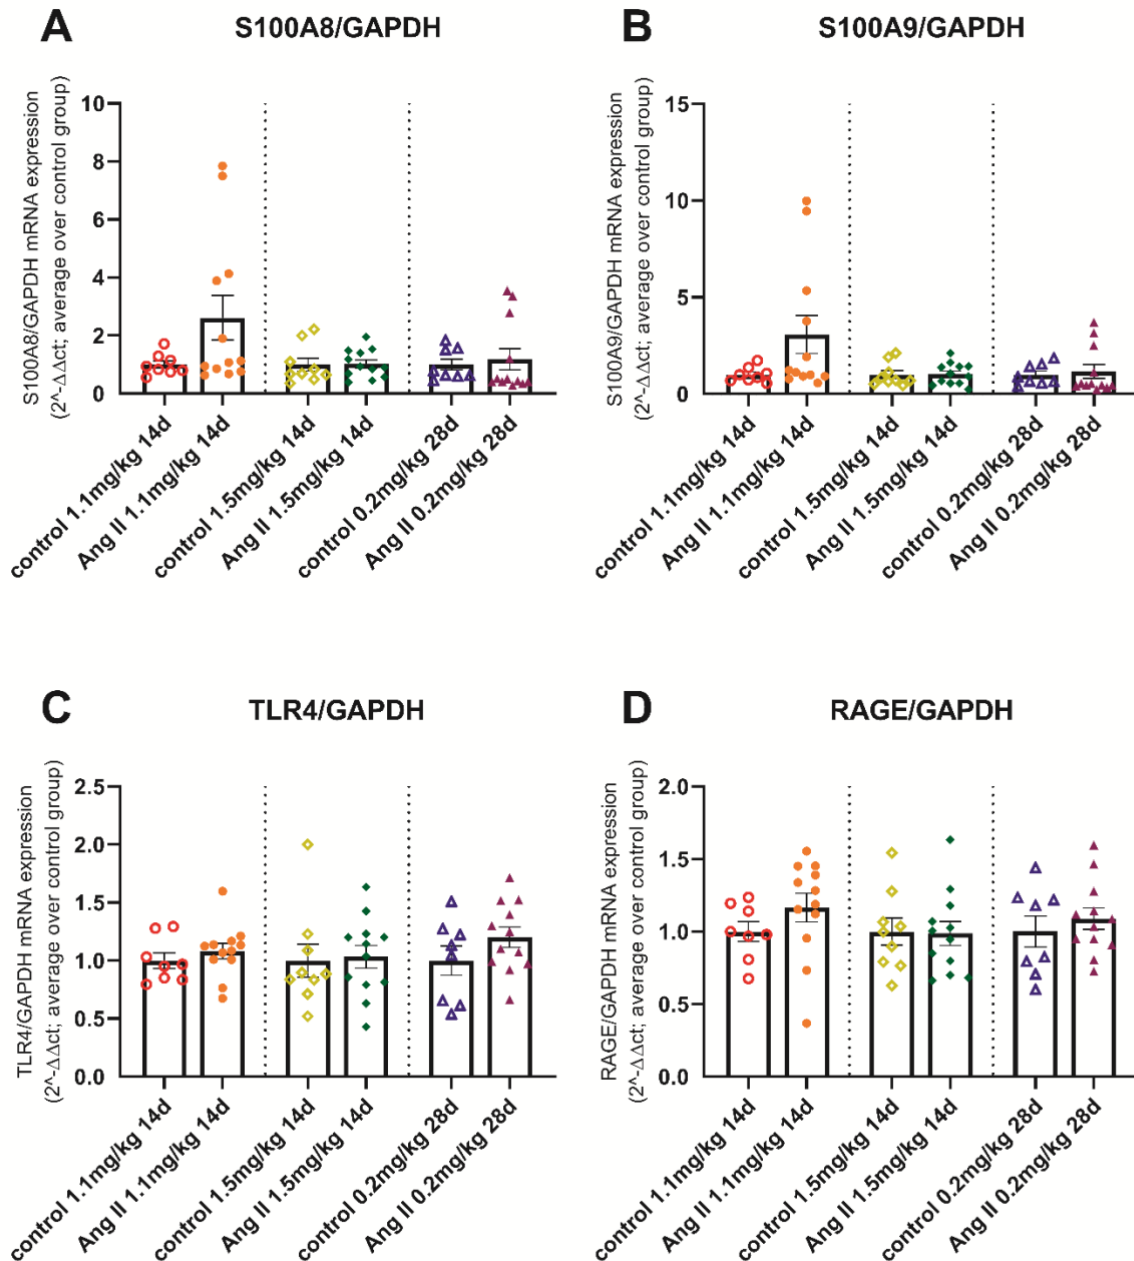 A
S100A8/GAPDH
S100A8/GAPDH mRNA expression
(2^-ΔΔct; average over control group)
10
8
6
4
2
0
control 1.1mg/kg 14d
Ang II 1.1mg/kg 14d
control 1.5mg/kg 14d
Ang II 1.5mg/kg 14d
control 0.2mg/kg 28d
Ang II 0.2mg/kg 28d
B
S100A9/GAPDH
S100A9/GAPDH mRNA expression
(2^-ΔΔct; average over control group)
15
10
5
0
control 1.1mg/kg 14d
Ang II 1.1mg/kg 14d
control 1.5mg/kg 14d
Ang II 1.5mg/kg 14d
control 0.2mg/kg 28d
Ang II 0.2mg/kg 28d
C
TLR4/GAPDH
TLR4/GAPDH mRNA expression
(2^-ΔΔct; average over control group)
2.5
2.0
1.5
1.0
0.5
0.0
control 1.1mg/kg 14d
Ang II 1.1mg/kg 14d
control 1.5mg/kg 14d
Ang II 1.5mg/kg 14d
control 0.2mg/kg 28d
Ang II 0.2mg/kg 28d
D
RAGE/GAPDH
RAGE/GAPDH mRNA expression
(2^-ΔΔct; average over control group)
2.0
1.5
1.0
0.5
0.0
control 1.1mg/kg 14d
Ang II 1.1mg/kg 14d
control 1.5mg/kg 14d
Ang II 1.5mg/kg 14d
control 0.2mg/kg 28d
Ang II 0.2mg/kg 28d